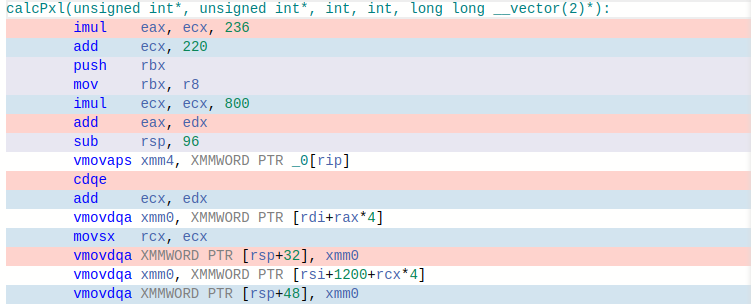 calcPxl(unsigned int*, unsigned int*, int, int, long long __vector(2)*):
imul eax, ecx, 236
add ecx, 220
push rbx
mov rbx, r8
imul ecx, ecx, 800
add eax, edx
sub rsp, 96
vmovaps xmm4, XMMWORD PTR _0[rip]
cdqe
add ecx, edx
vmovdqa xmm0, XMMWORD PTR [rdi+rax*4]
movsx rcx, ecx
vmovdqa XMMWORD PTR [rsp+32], xmm0
vmovdqa xmm0, XMMWORD PTR [rsi+1200+rcx*4]
vmovdqa XMMWORD PTR [rsp+48], xmm0